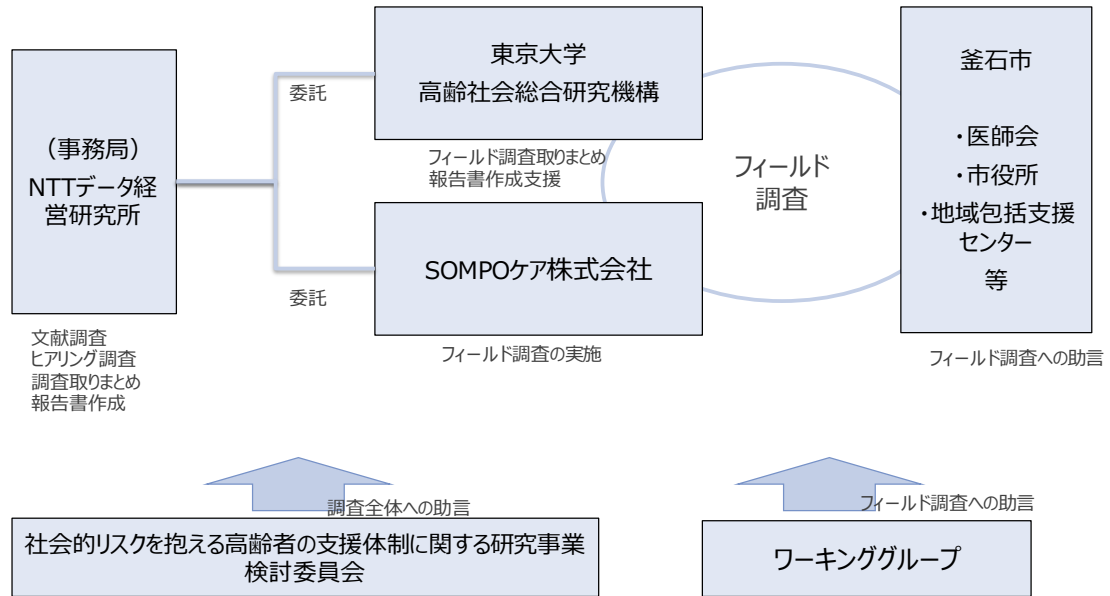 （事務局）
NTTデータ経
営研究所
文献調査
ヒアリング調査
調査取りまとめ
報告書作成
委託
委託
東京大学
高齢社会総合研究機構
フィールド調査取りまとめ
報告書作成支援
SOMPOケア株式会社
フィールド調査の実施
フィールド
調査
釜石市
・医師会
・市役所
・地域包括支援
センター
等
フィールド調査への助言
調査全体への助言
社会的リスクを抱える高齢者の支援体制に関する研究事業
検討委員会
フィールド調査への助言
ワーキンググループ